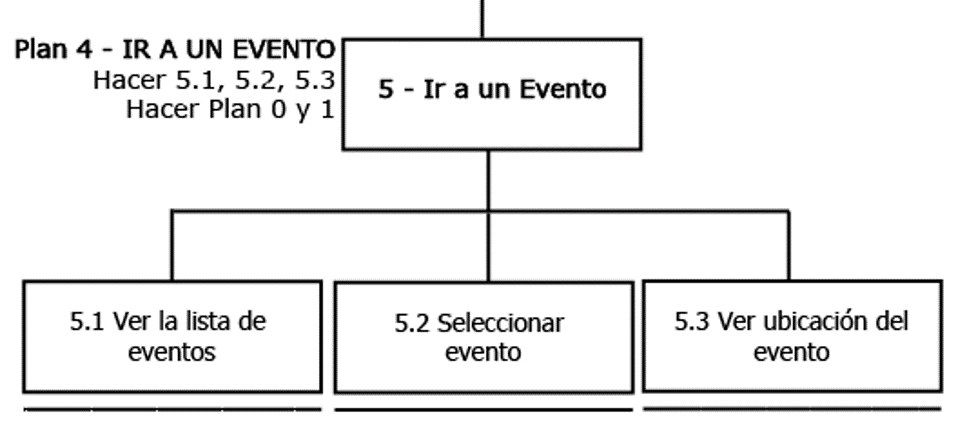 Plan 4 - IR A UN EVENTO
Hacer 5.1, 5.2, 5.3
Hacer Plan 0 y 1
5 - Ir a un Evento
5.1 Ver la lista de
eventos
5.2 Seleccionar
evento
5.3 Ver ubicación del
evento